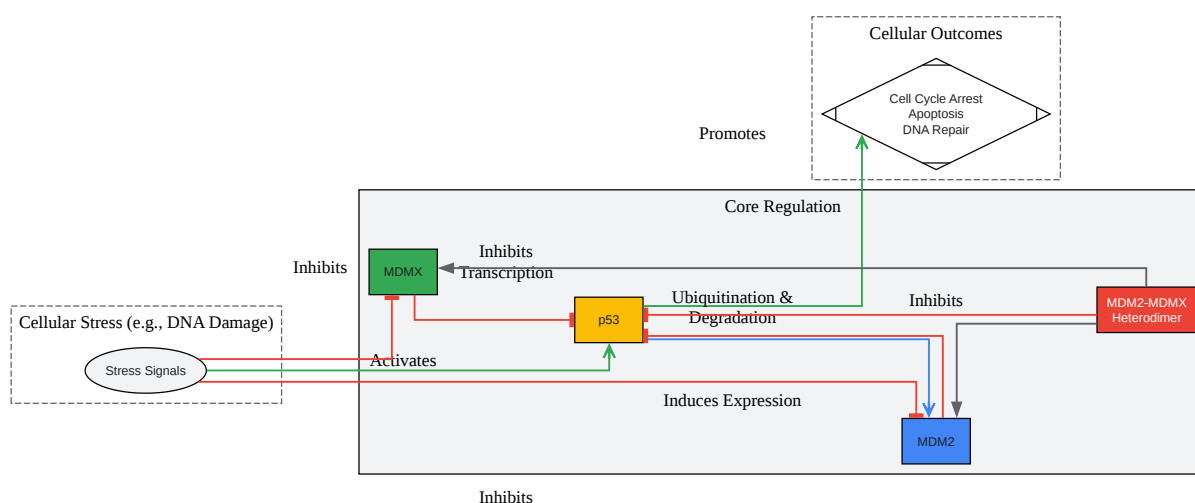 Cellular Outcomes
Cell Cycle Arrest
Apoptosis
DNA Repair
Promotes
Core Regulation
Inhibits
MDMX
Inhibits
Transcription
Ubiquitination &
Degradation
Inhibits
MDM2-MDMX
Heterodimer
Cellular Stress (e.g., DNA Damage)
p53
Stress Signals
Activates
Induces Expression
MDM2
Inhibits